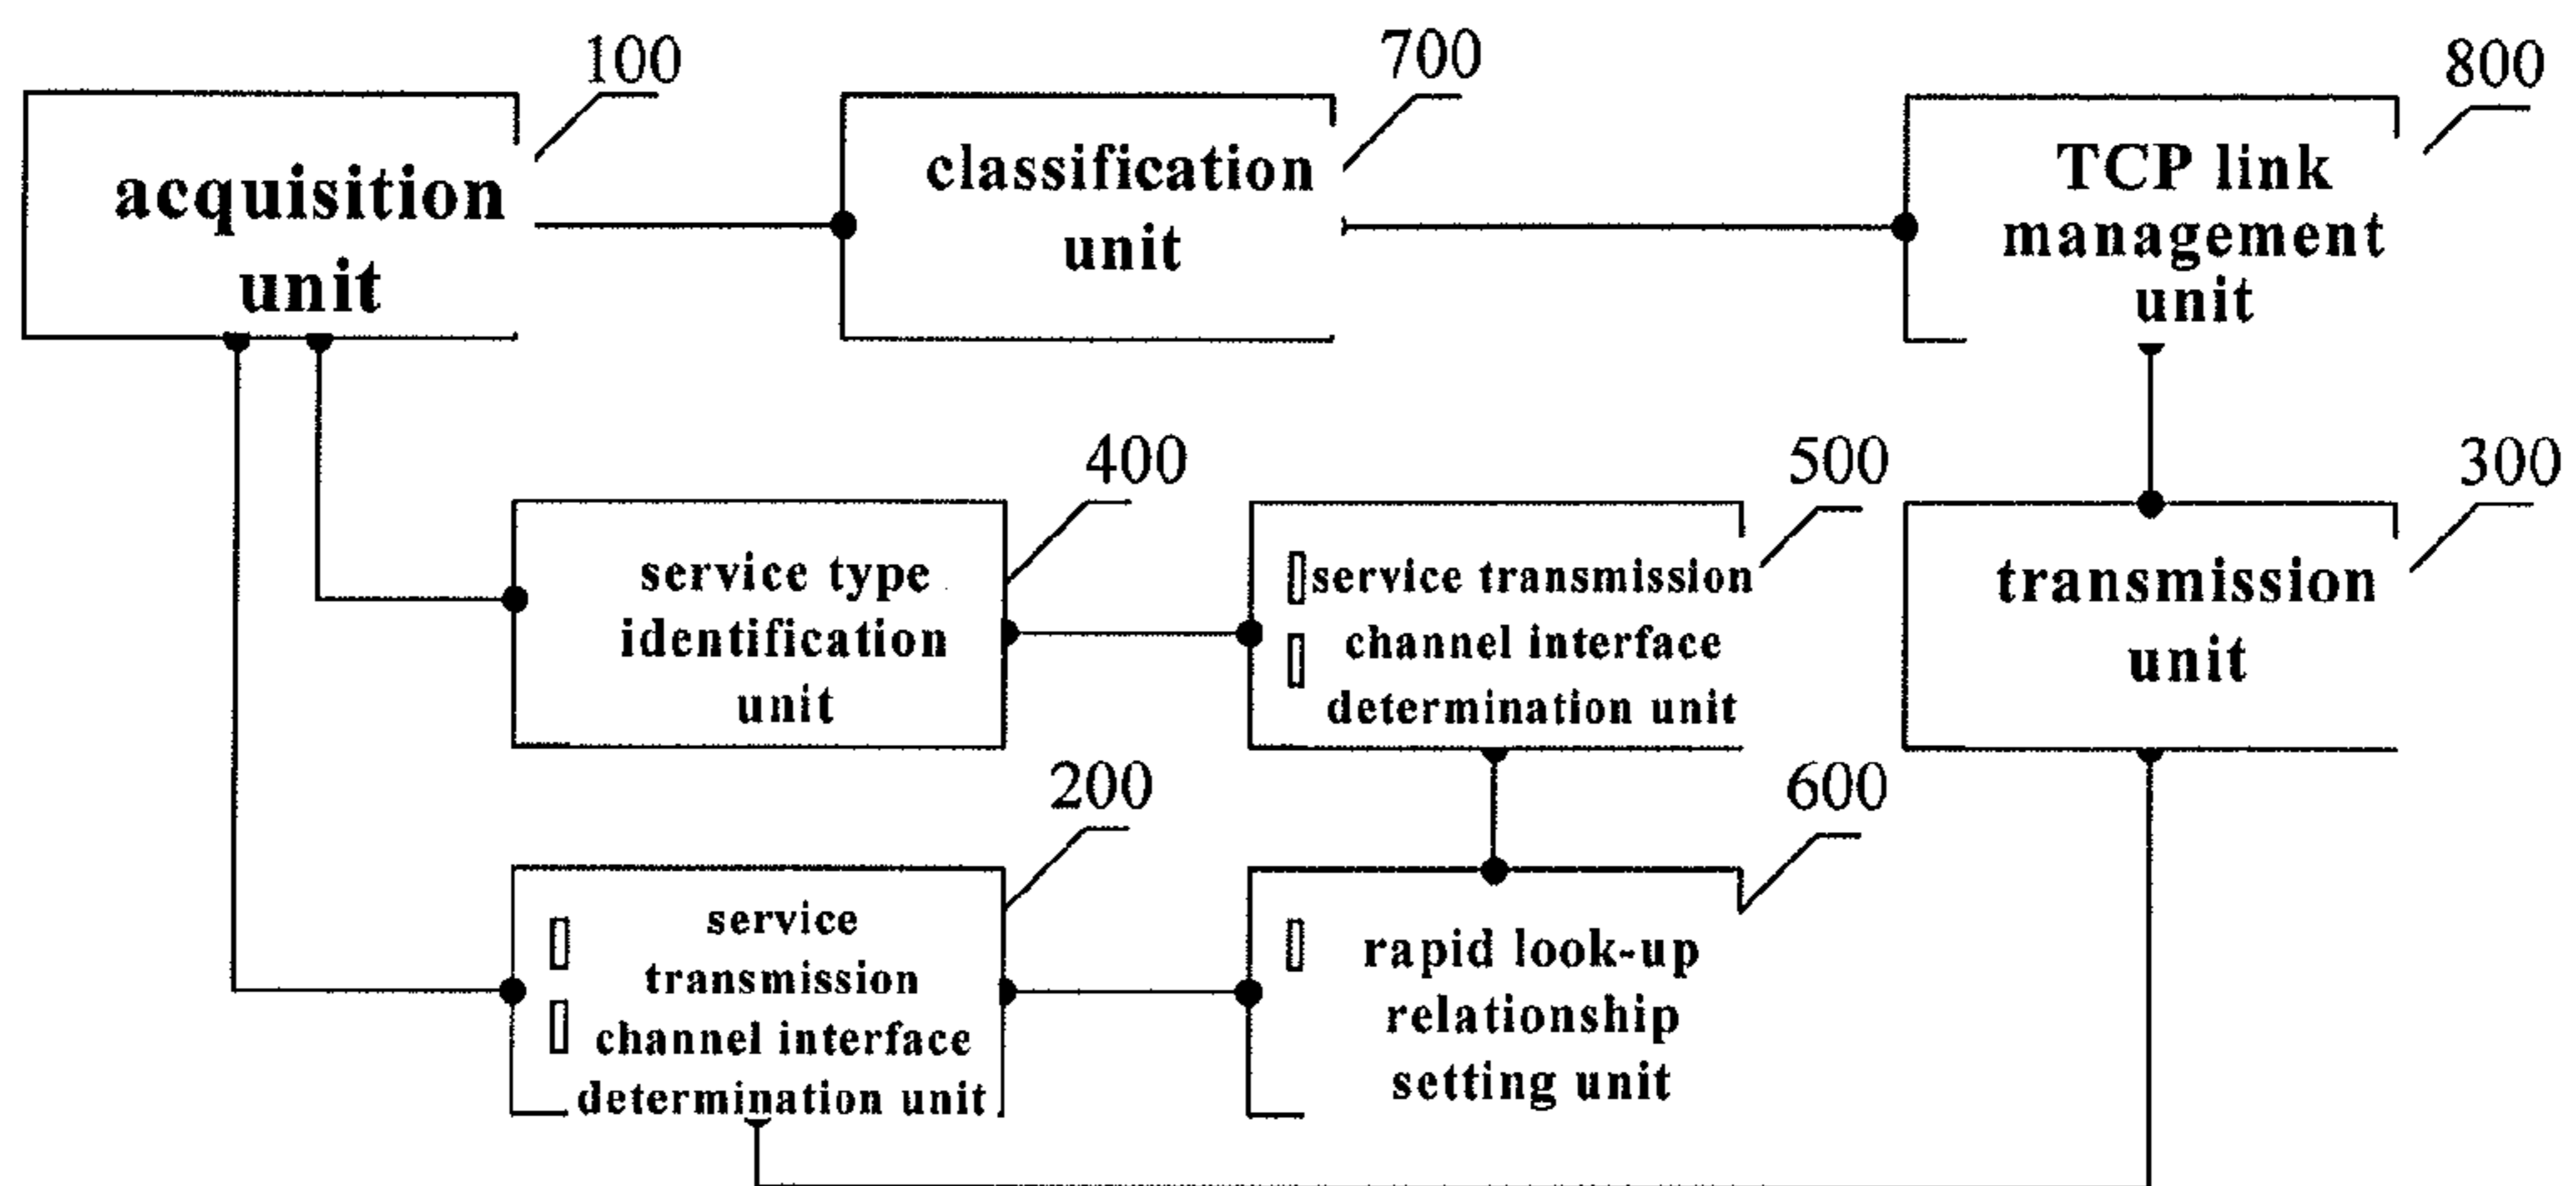 100
700
800
acquisition
unit
classification
unit
TCP link
management
unit
400
500
300
service type
identification
unit
service transmission
channel interface
determination unit
transmission
unit
200
600
service
transmission
channel interface
determination unit
rapid look-up
relationship
setting unit